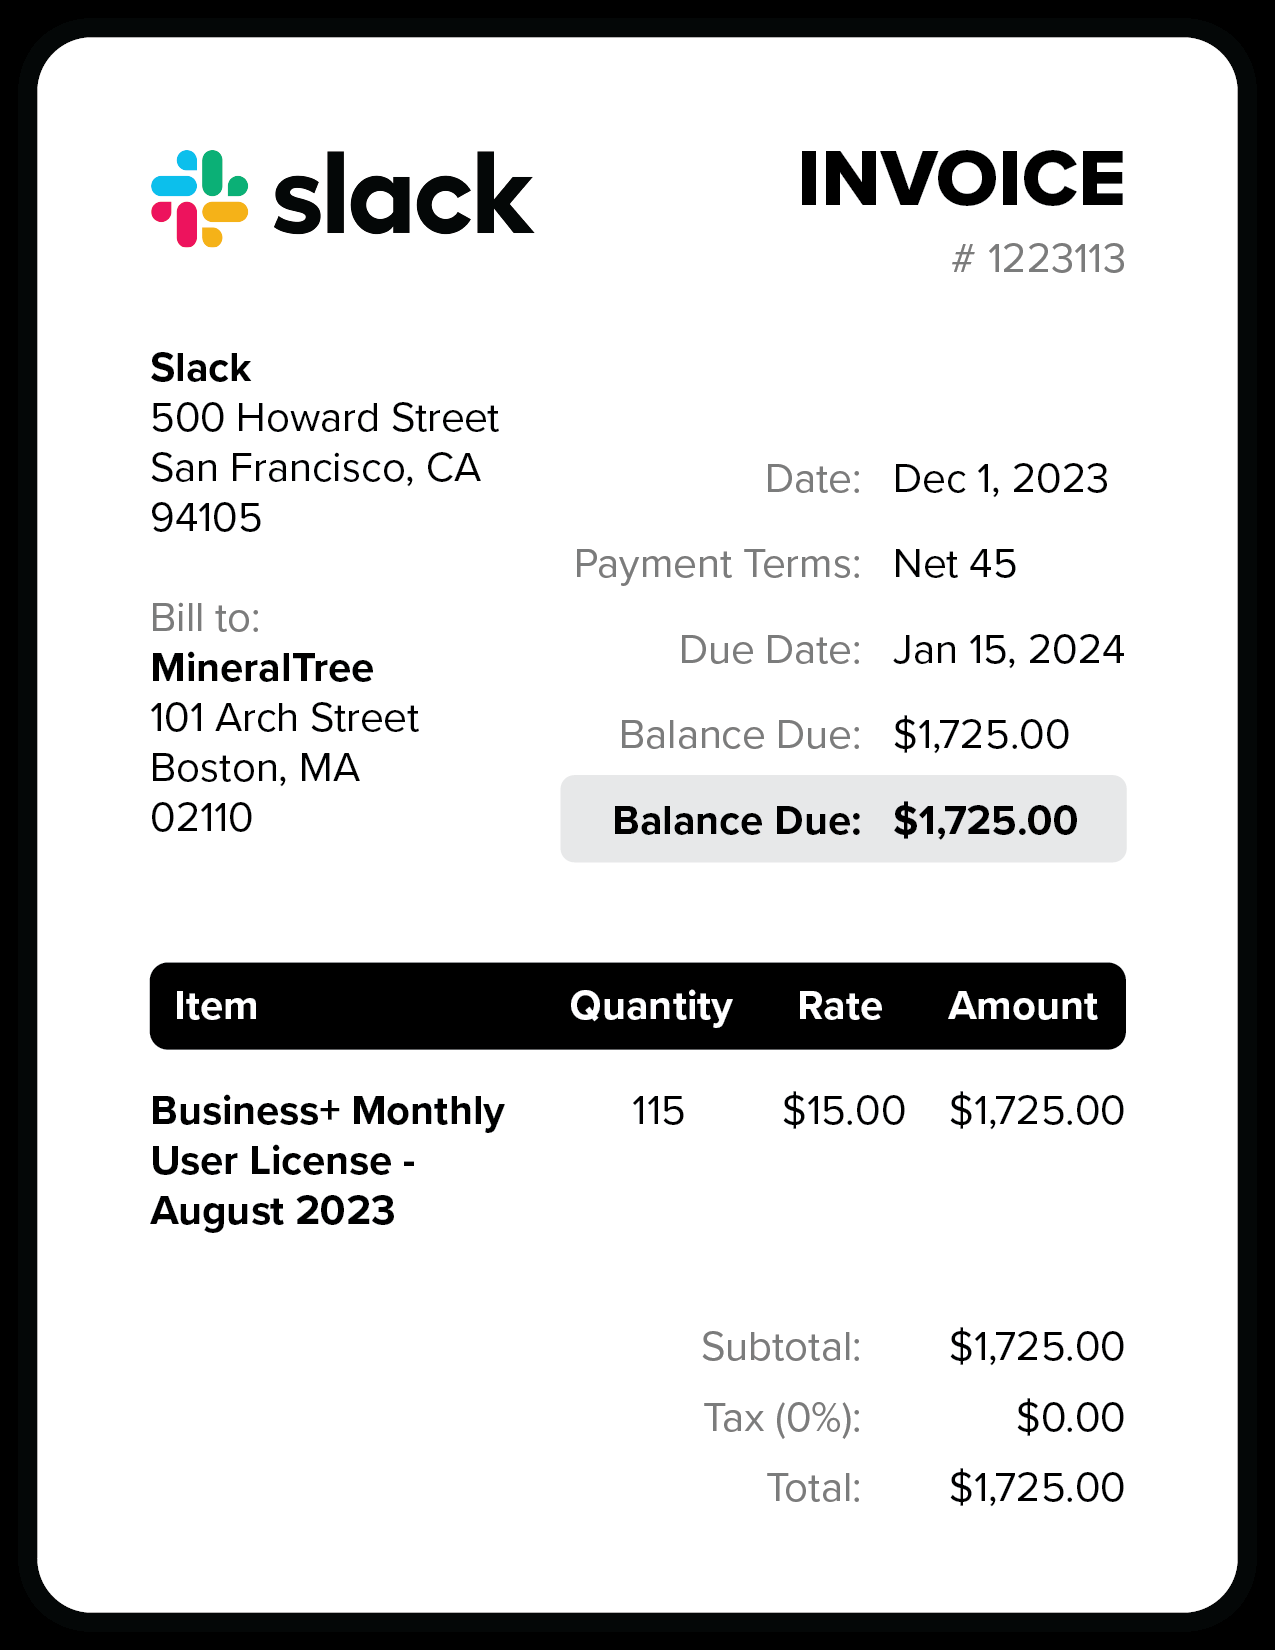 slack
INVOICE
# 1223113
Slack
500 Howard Street
San Francisco, CA
94105
Bill to:
MineralTree
101 Arch Street
Boston, MA
02110
Date: Dec 1, 2023
Payment Terms: Net 45
Due Date: Jan 15, 2024
Balance Due: $1,725.00
Balance Due: $1,725.00
Item Quantity Rate Amount
Business+ Monthly 115 $15.00 $1,725.00
User License -
August 2023
Subtotal: $1,725.00
Tax (0%): $0.00
Total: $1,725.00